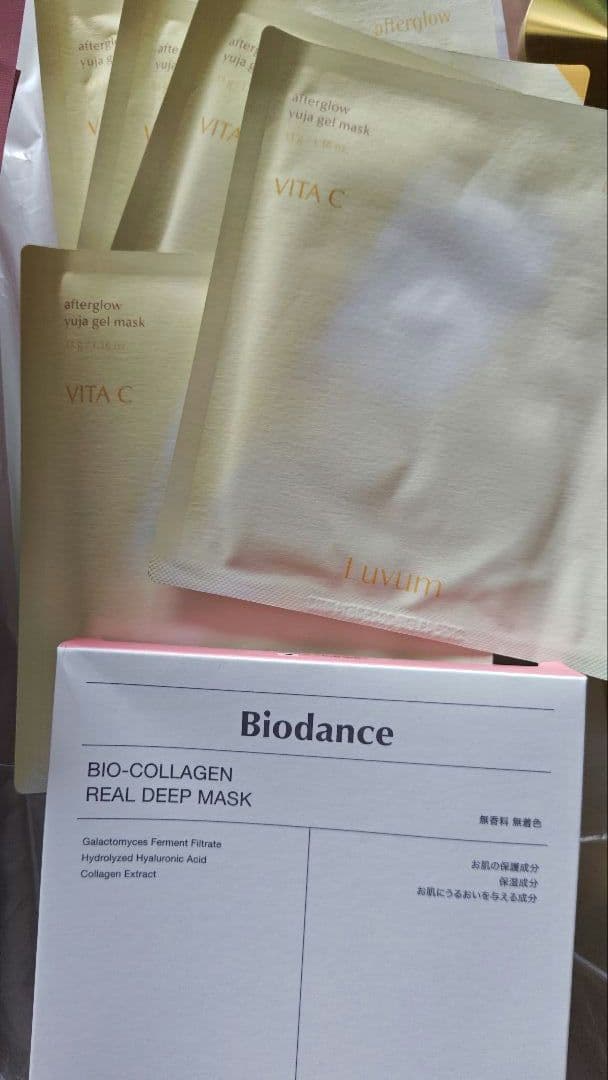 afterglow
afterglow
yuja gel mask
VITA C
afterglow
yuja gel mask
VITA C
Luvum
Biodance
BIO-COLLAGEN
REAL DEEP MASK
無香料 無着色
Galactomyces Ferment Filtrate
Hydrolyzed Hyaluronic Acid
Collagen Extract
お肌の保護成分
保湿成分
お肌にうるおいを与える成分